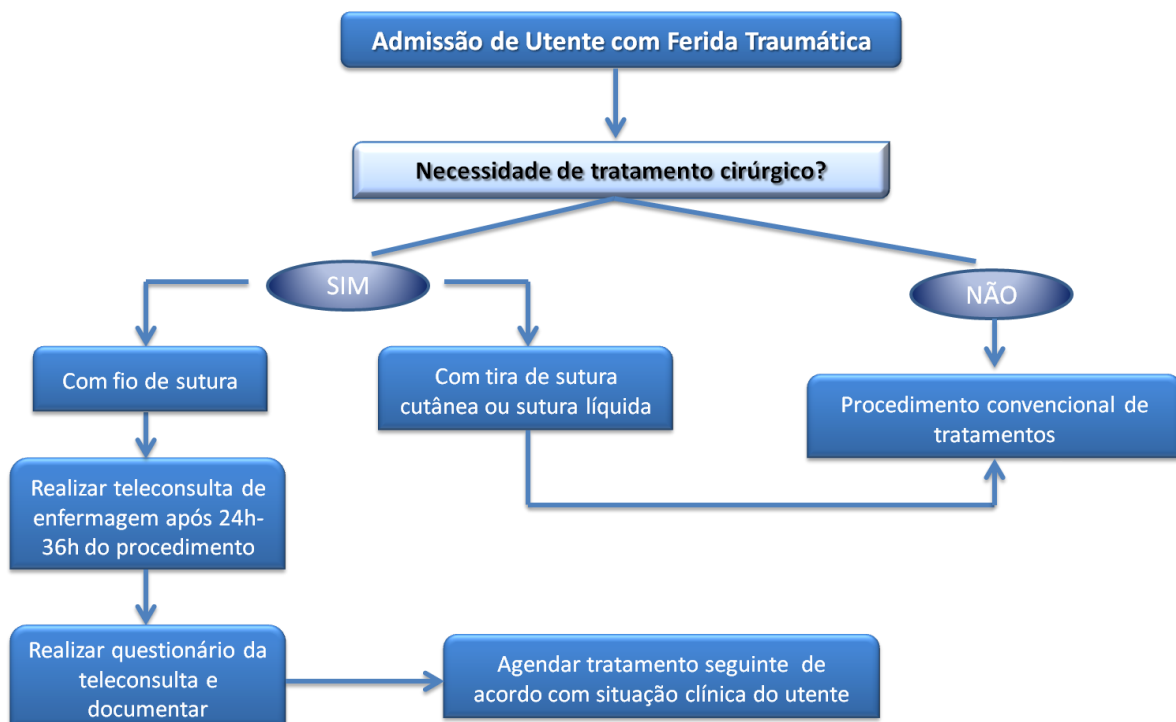 Admissão de Utente com Ferida Traumática
Necessidade de tratamento cirúrgico?
SIM
NÃO
Com fio de sutura
Com tira de sutura
cutânea ou sutura líquida
Procedimento convencional de
tratamentos
Realizar teleconsulta de
enfermagem após 24h-
36h do procedimento
Realizar questionário da
teleconsulta e
documentar
Agendar tratamento seguinte de
acordo com situação clínica do utente